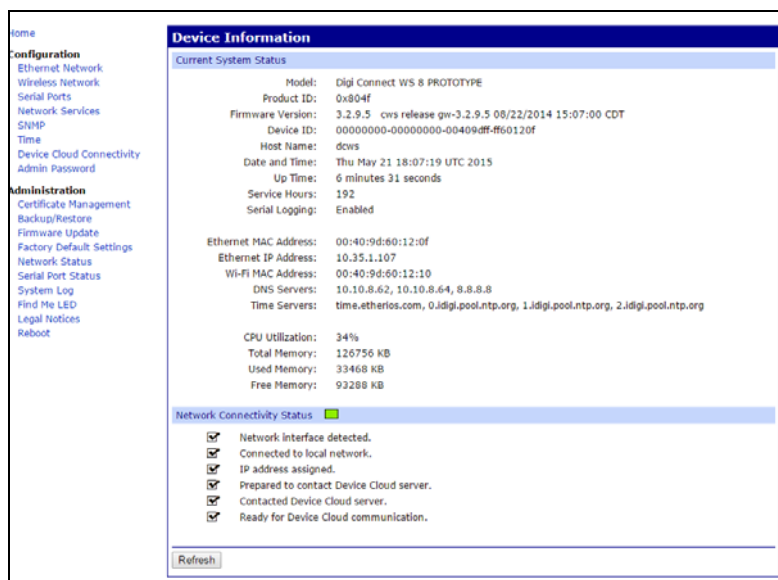 Home
Configuration
Ethernet Network
Wireless Network
Serial Ports
Network Services
SNMP
Time
Device Cloud Connectivity
Admin Password
Administration
Certificate Management
Backup/Restore
Firmware Update
Factory Default Settings
Network Status
Serial Port Status
System Log
Find Me LED
Legal Notices
Reboot
Device Information
Current System Status
Model: Digi Connect WS 8 PROTOTYPE
Product ID: 0x804f
Firmware Version: 3.2.9.5 cws release gw-3.2.9.5 08/22/2014 15:07:00 CDT
Device ID: 00000000-00000000-00409dff-ff60120f
Host Name: dcws
Date and Time: Thu May 21 18:07:19 UTC 2015
Up Time: 6 minutes 31 seconds
Service Hours: 192
Serial Logging: Enabled
Ethernet MAC Address: 00:40:9d:60:12:0f
Ethernet IP Address: 10.35.1.107
Wi-Fi MAC Address: 00:40:9d:60:12:10
DNS Servers: 10.10.8.62, 10.10.8.64, 8.8.8.8
Time Servers: time.etherios.com, 0.idigi.pool.ntp.org, 1.idigi.pool.ntp.org, 2.idigi.pool.ntp.org
CPU Utilization: 34%
Total Memory: 126756 KB
Used Memory: 33468 KB
Free Memory: 93288 KB
Network Connectivity Status
Network interface detected.
Connected to local network.
IP address assigned.
Prepared to contact Device Cloud server.
Contacted Device Cloud server.
Ready for Device Cloud communication.
Refresh